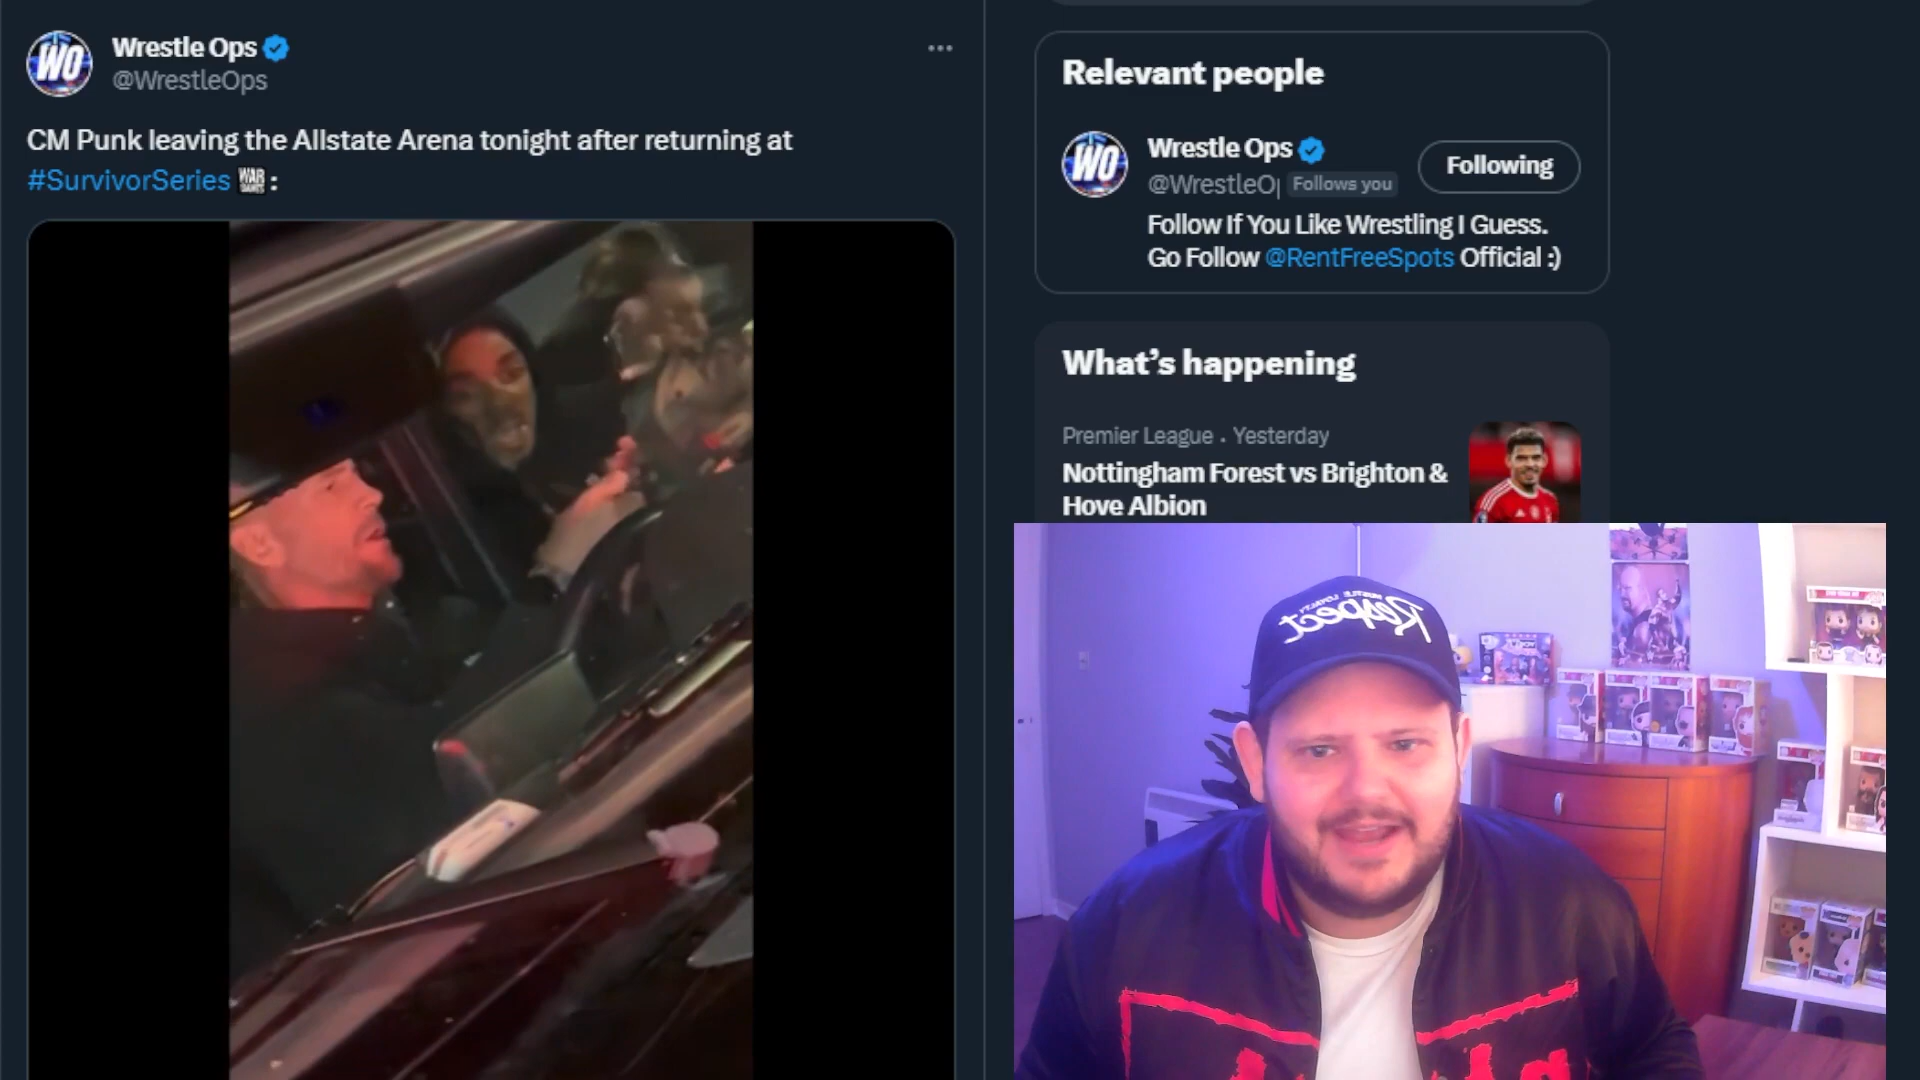 WO
Wrestle Ops
@WrestleOps
CM Punk leaving the Allstate Arena tonight after returning at
#SurvivorSeries WAR GAMES :
Relevant people
WO
Wrestle Ops
@WrestleO
Follows you
Following
Follow If You Like Wrestling I Guess.
Go Follow @RentFreeSpots Official :)
What's happening
Premier League · Yesterday
Nottingham Forest vs Brighton &
Hove Albion
Respect